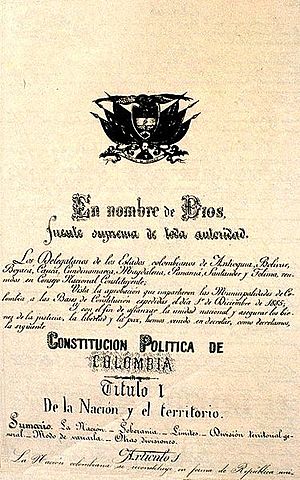 En nombre de Dios,
fuente suprema de toda autoridad.
Los Delegatarios de los Estados colombianos de Antioquia, Bolívar,
Boyacá, Cauca, Cundinamarca, Magdalena, Panamá, Santander y Tolima, reu-
nidos en Consejo Nacional Constituyente;
Vista la aprobación que impartieron las Municipalidades de Co-
lombia a las Bases de Constitución expedidas el día 1º de Diciembre de 1885;
Y con el fin de afianzar la unidad nacional y asegurar los bie-
nes de la justicia, la libertad y la paz, hemos venido en decretar, como decretamos,
la siguiente
CONSTITUCIÓN POLÍTICA DE
COLOMBIA
Título I
De la Nación y el territorio.
Sumario. La Nación – Soberanía – Límites – División territorial ge-
neral – Modo de variarla – Otras divisiones.
Artículo 1
La Nación colombiana se reconstituye en forma de República uni-